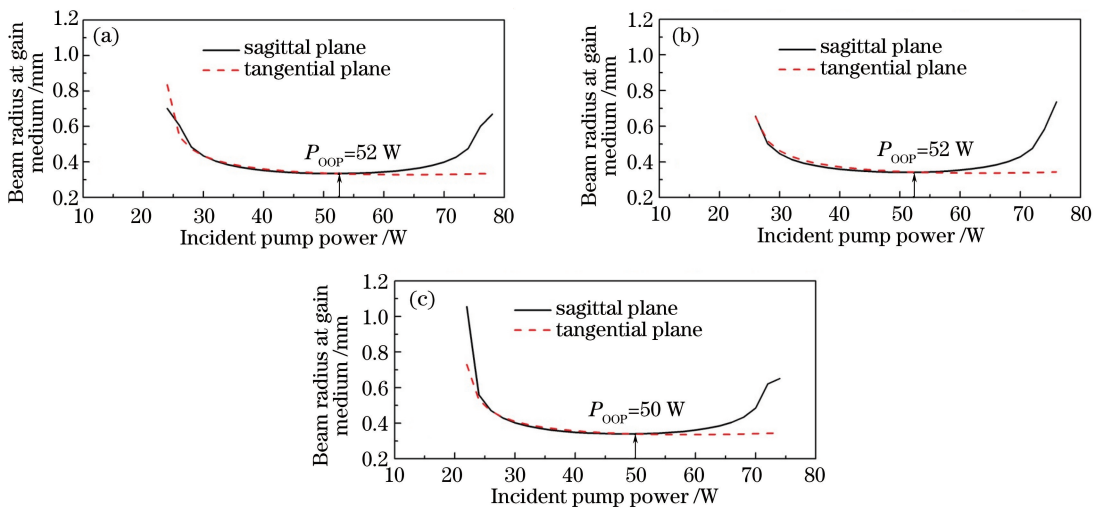 (a)
sagittal plane
tangential plane
P_OOP=52 W
1.2
1.0
0.8
0.6
0.4
0.2
10 20 30 40 50 60 70 80
Incident pump power /W
Beam radius at gain
medium /mm
(b)
sagittal plane
tangential plane
P_OOP=52 W
1.2
1.0
0.8
0.6
0.4
0.2
10 20 30 40 50 60 70 80
Incident pump power /W
Beam radius at gain
medium /mm
(c)
sagittal plane
tangential plane
P_OOP=50 W
1.2
1.0
0.8
0.6
0.4
0.2
10 20 30 40 50 60 70 80
Incident pump power /W
Beam radius at gain
medium /mm